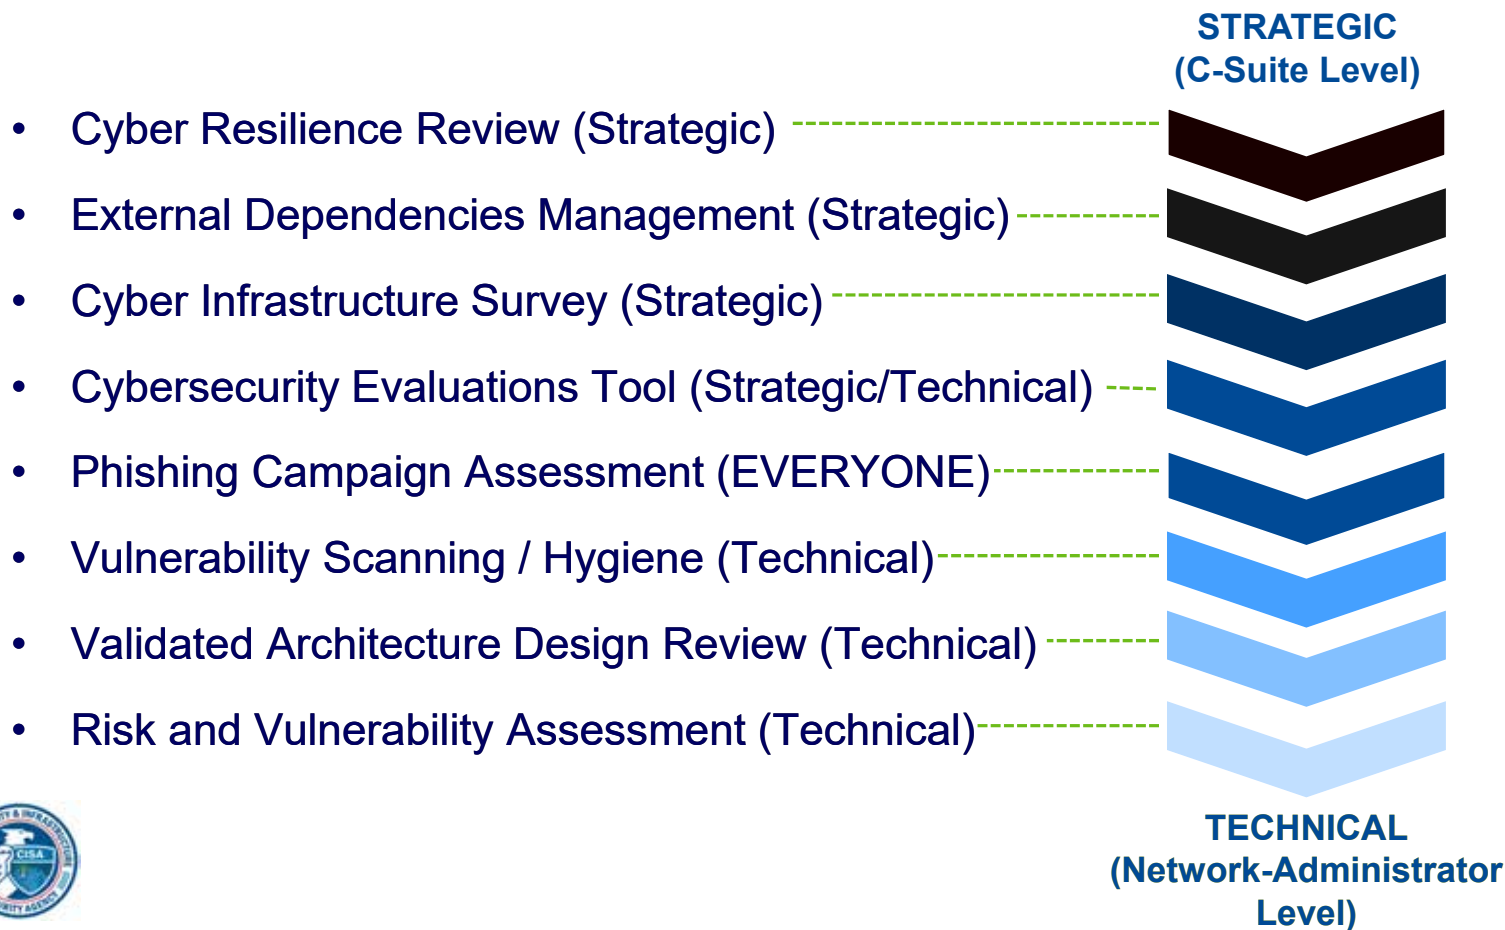 STRATEGIC
(C-Suite Level)
• Cyber Resilience Review (Strategic)
• External Dependencies Management (Strategic)
• Cyber Infrastructure Survey (Strategic)
• Cybersecurity Evaluations Tool (Strategic/Technical)
• Phishing Campaign Assessment (EVERYONE)
• Vulnerability Scanning / Hygiene (Technical)
• Validated Architecture Design Review (Technical)
• Risk and Vulnerability Assessment (Technical)
CISA
TECHNICAL
(Network-Administrator
Level)